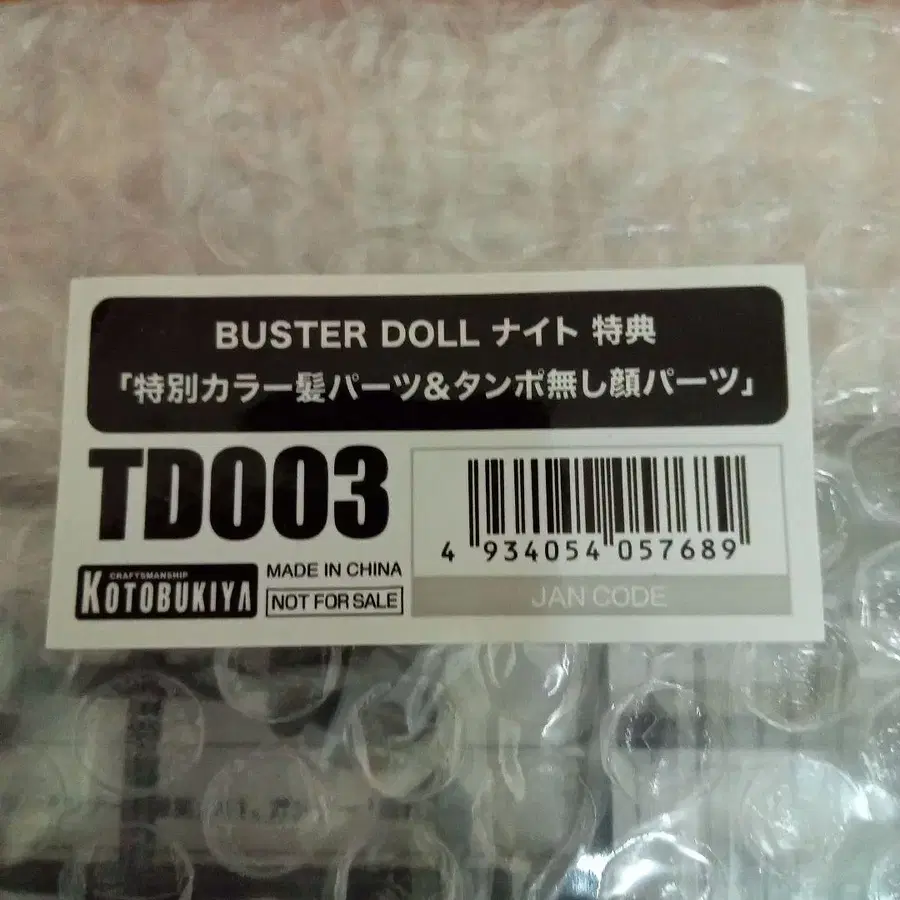 BUSTER DOLL ナイト 特典
「特別カラー髪パーツ&タンポ無し顔パーツ」
TD003
4 934054 057689
JAN CODE
CRAFTSMANSHIP
KOTOBUKIYA
MADE IN CHINA
NOT FOR SALE